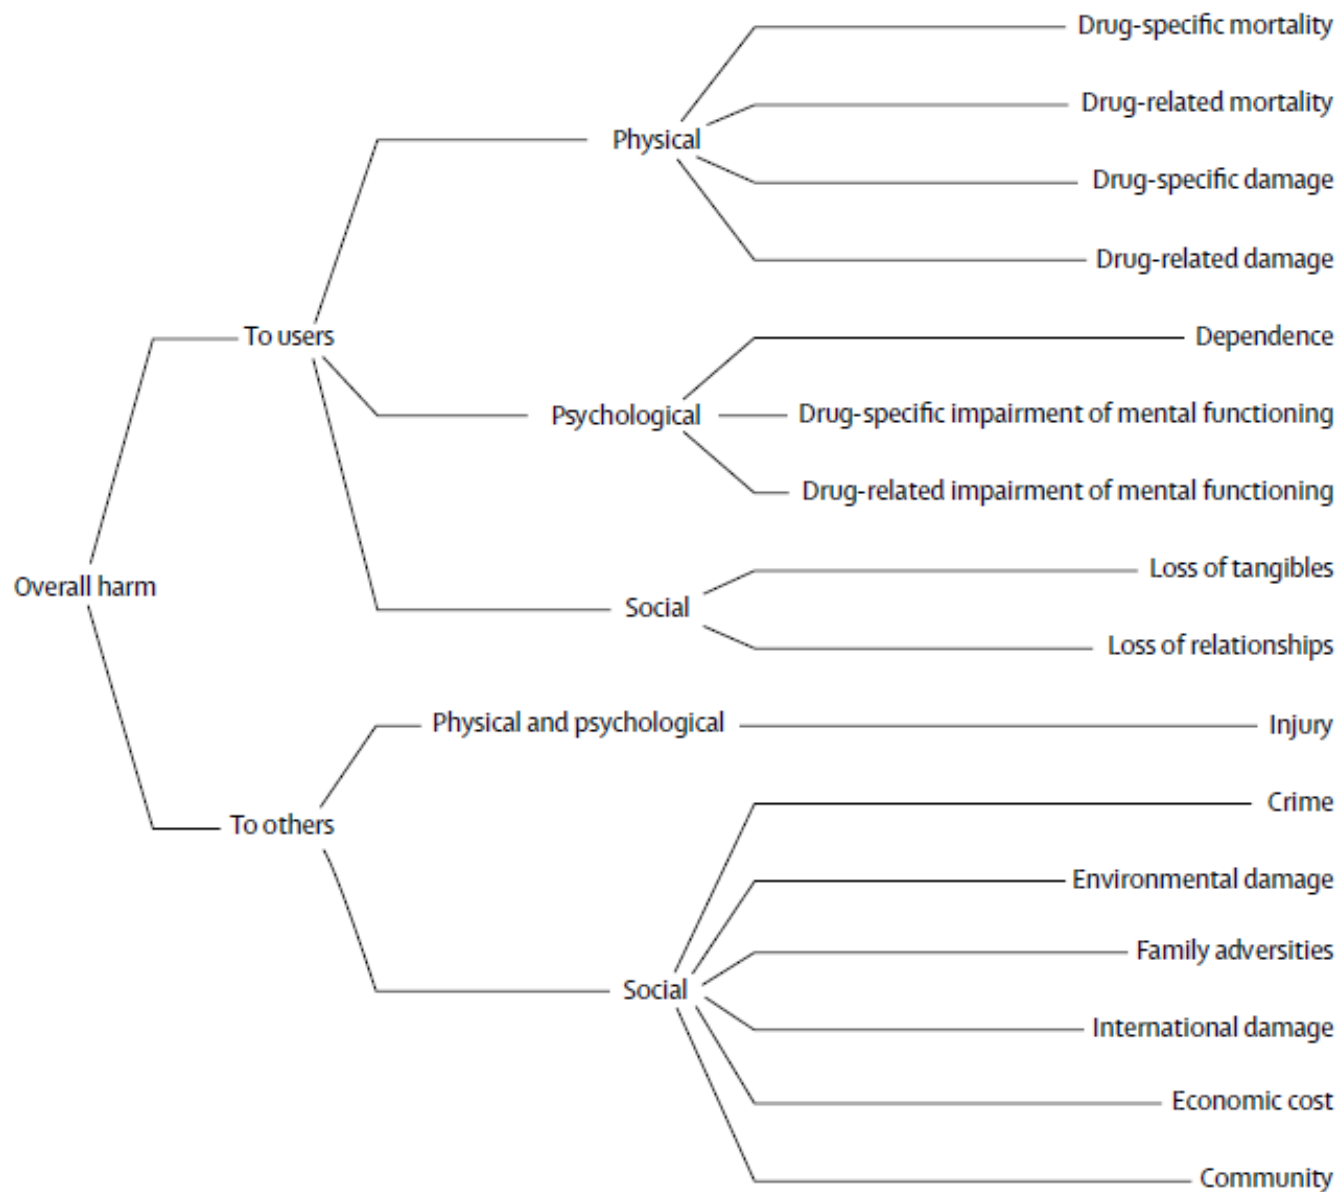 Drug-specific mortality
Drug-related mortality
Physical
Drug-specific damage
Drug-related damage
To users
Dependence
Psychological
Drug-specific impairment of mental functioning
Drug-related impairment of mental functioning
Overall harm
Loss of tangibles
Social
Loss of relationships
Physical and psychological
Injury
Crime
To others
Environmental damage
Family adversities
Social
International damage
Economic cost
Community